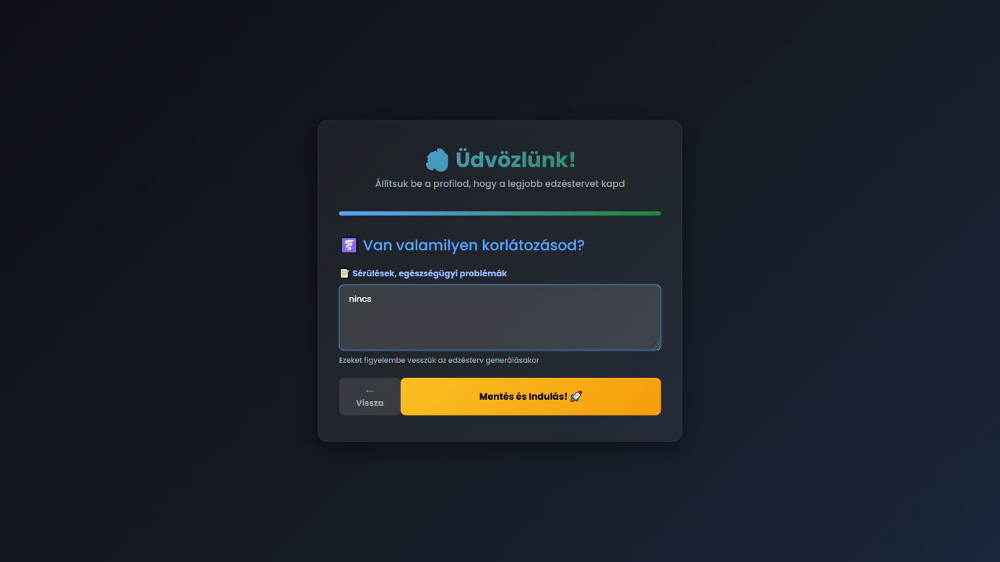 Üdvözlünk!
Állítsuk be a profilod, hogy a legjobb edzéstervet kapd
Van valamilyen korlátozásod?
Sérülések, egészségügyi problémák
nincs
Ezeket figyelembe vesszük az edzésterv generálásakor
←
Vissza
Mentés és Indulás! 🚀